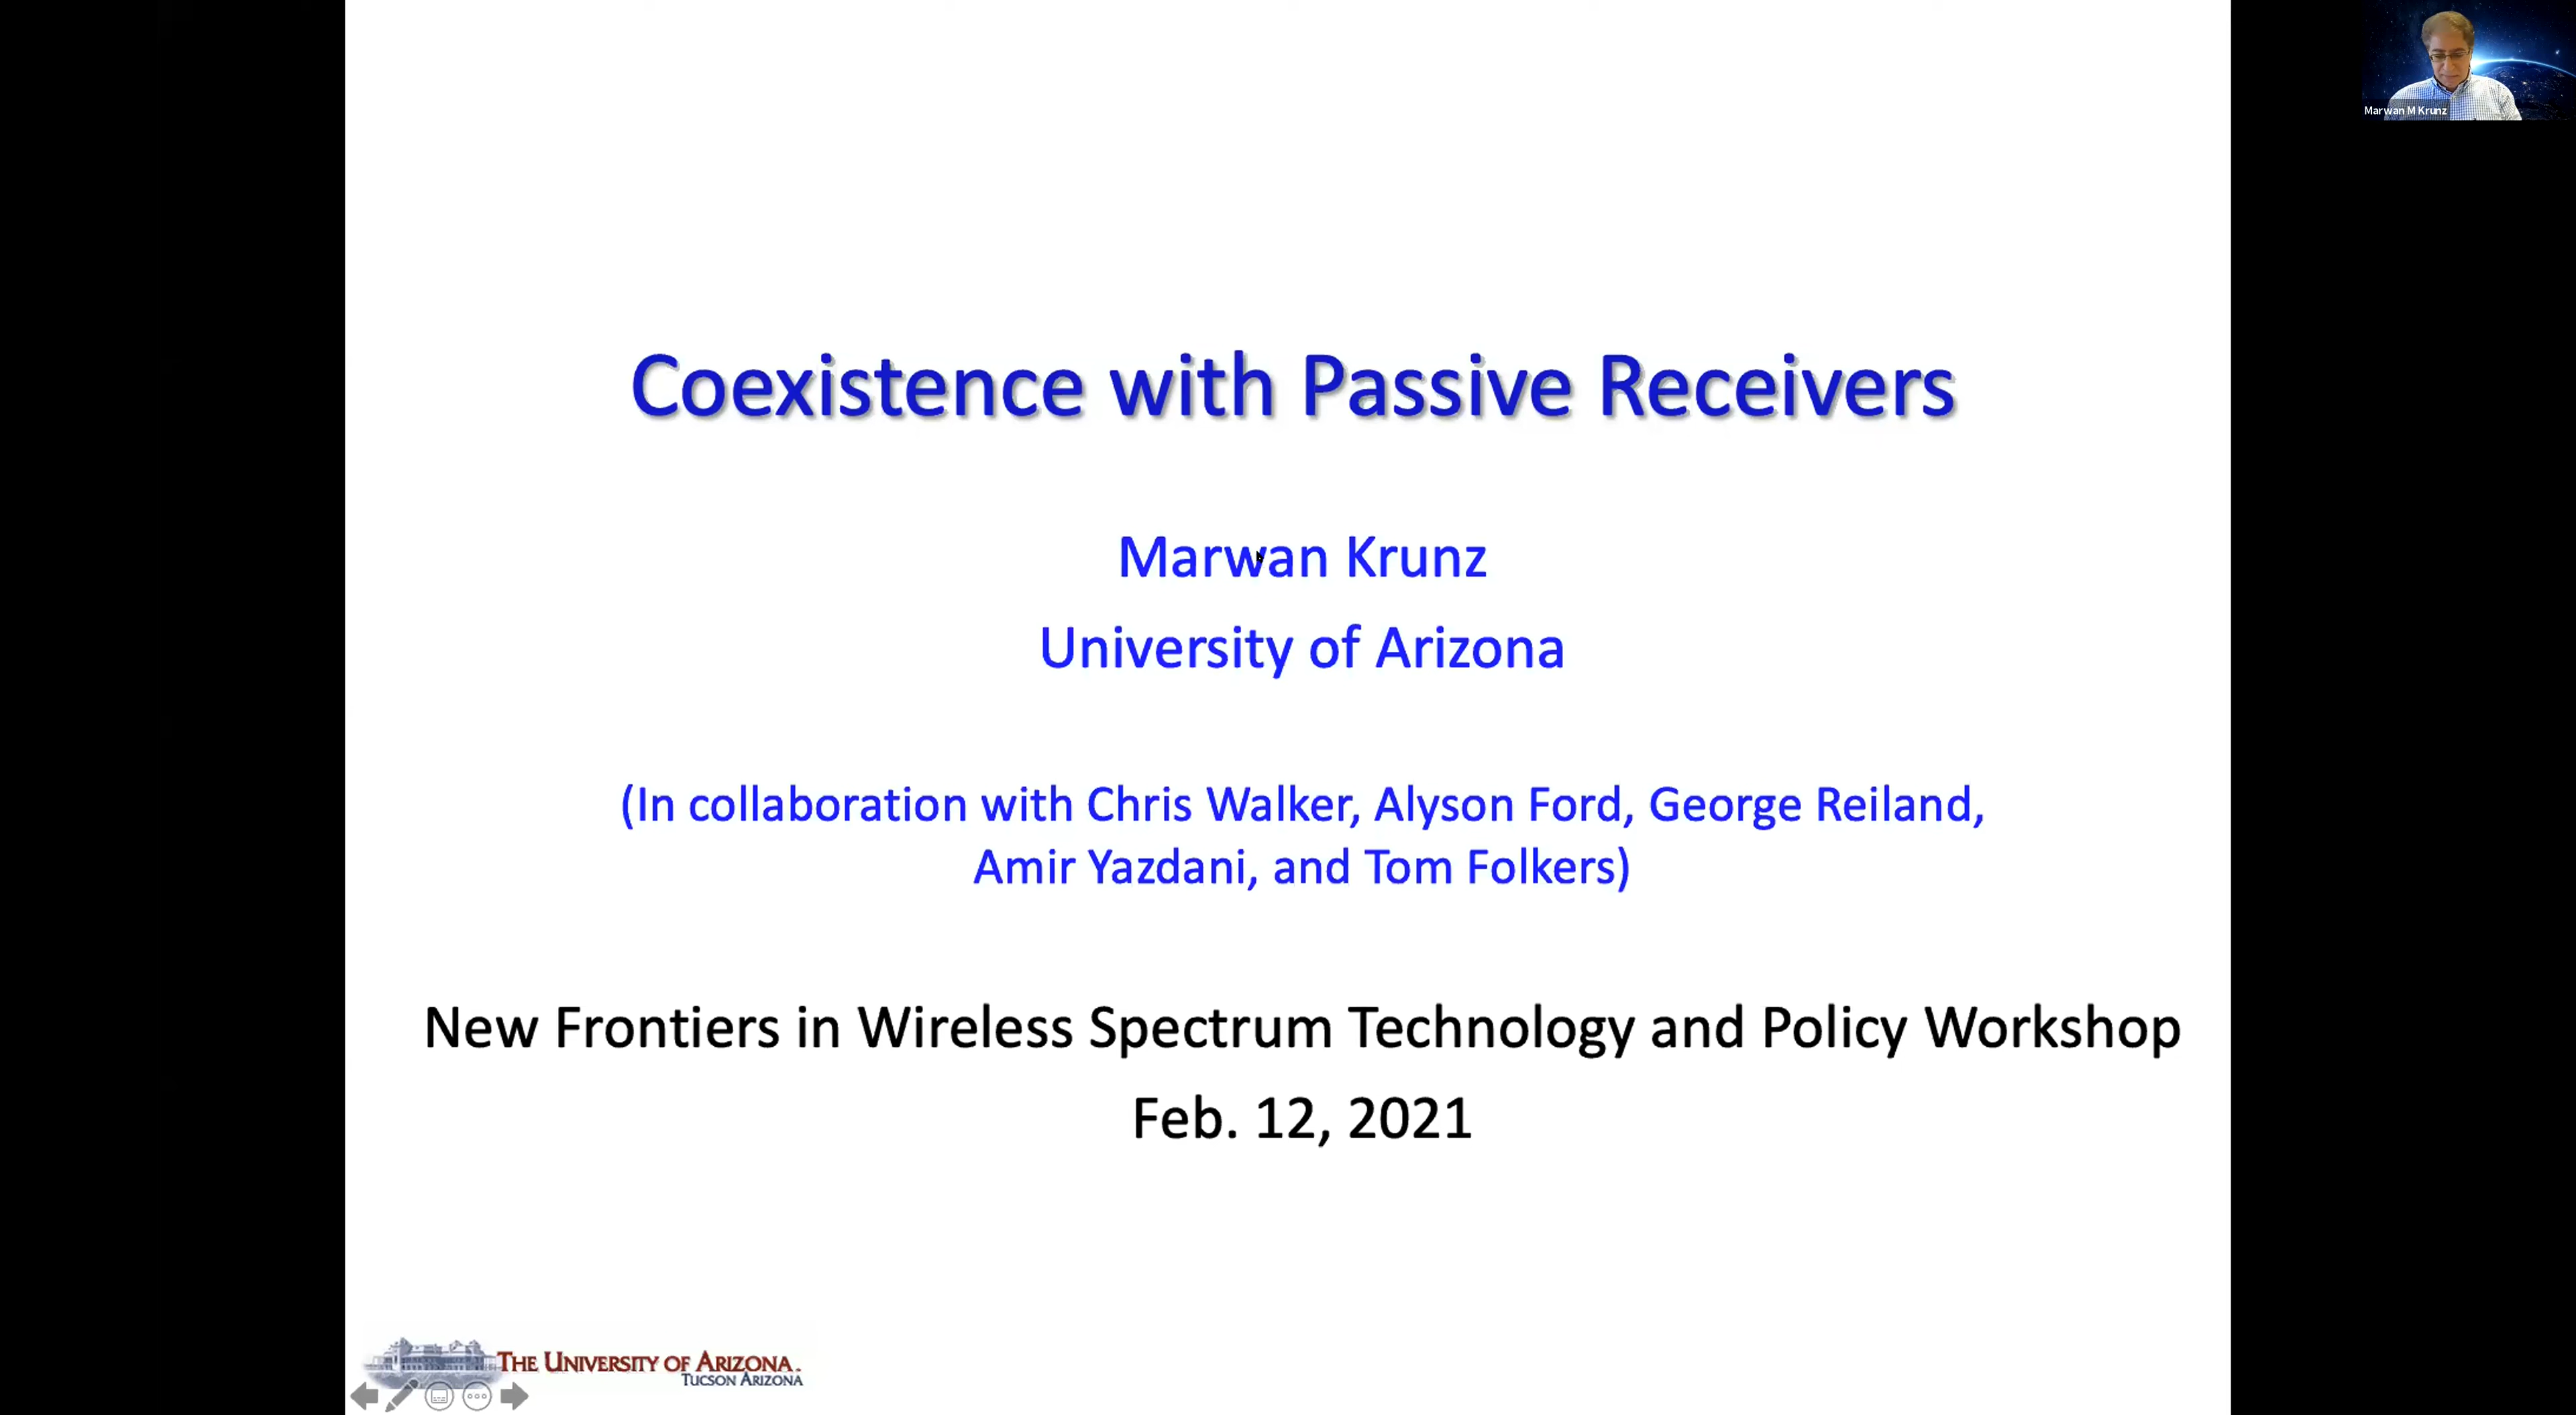 Marwan M Krunz
Coexistence with Passive Receivers
Marwan Krunz
University of Arizona
(In collaboration with Chris Walker, Alyson Ford, George Reiland,
Amir Yazdani, and Tom Folkers)
New Frontiers in Wireless Spectrum Technology and Policy Workshop
Feb. 12, 2021
THE UNIVERSITY OF ARIZONA.
TUCSON ARIZONA